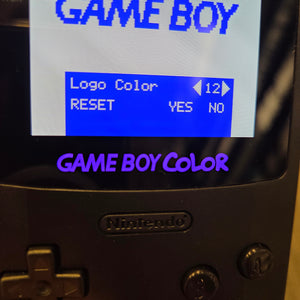 GAME BOY
Logo Color ◀12▶
RESET YES NO
GAME BOY COLOR
Nintendo
A